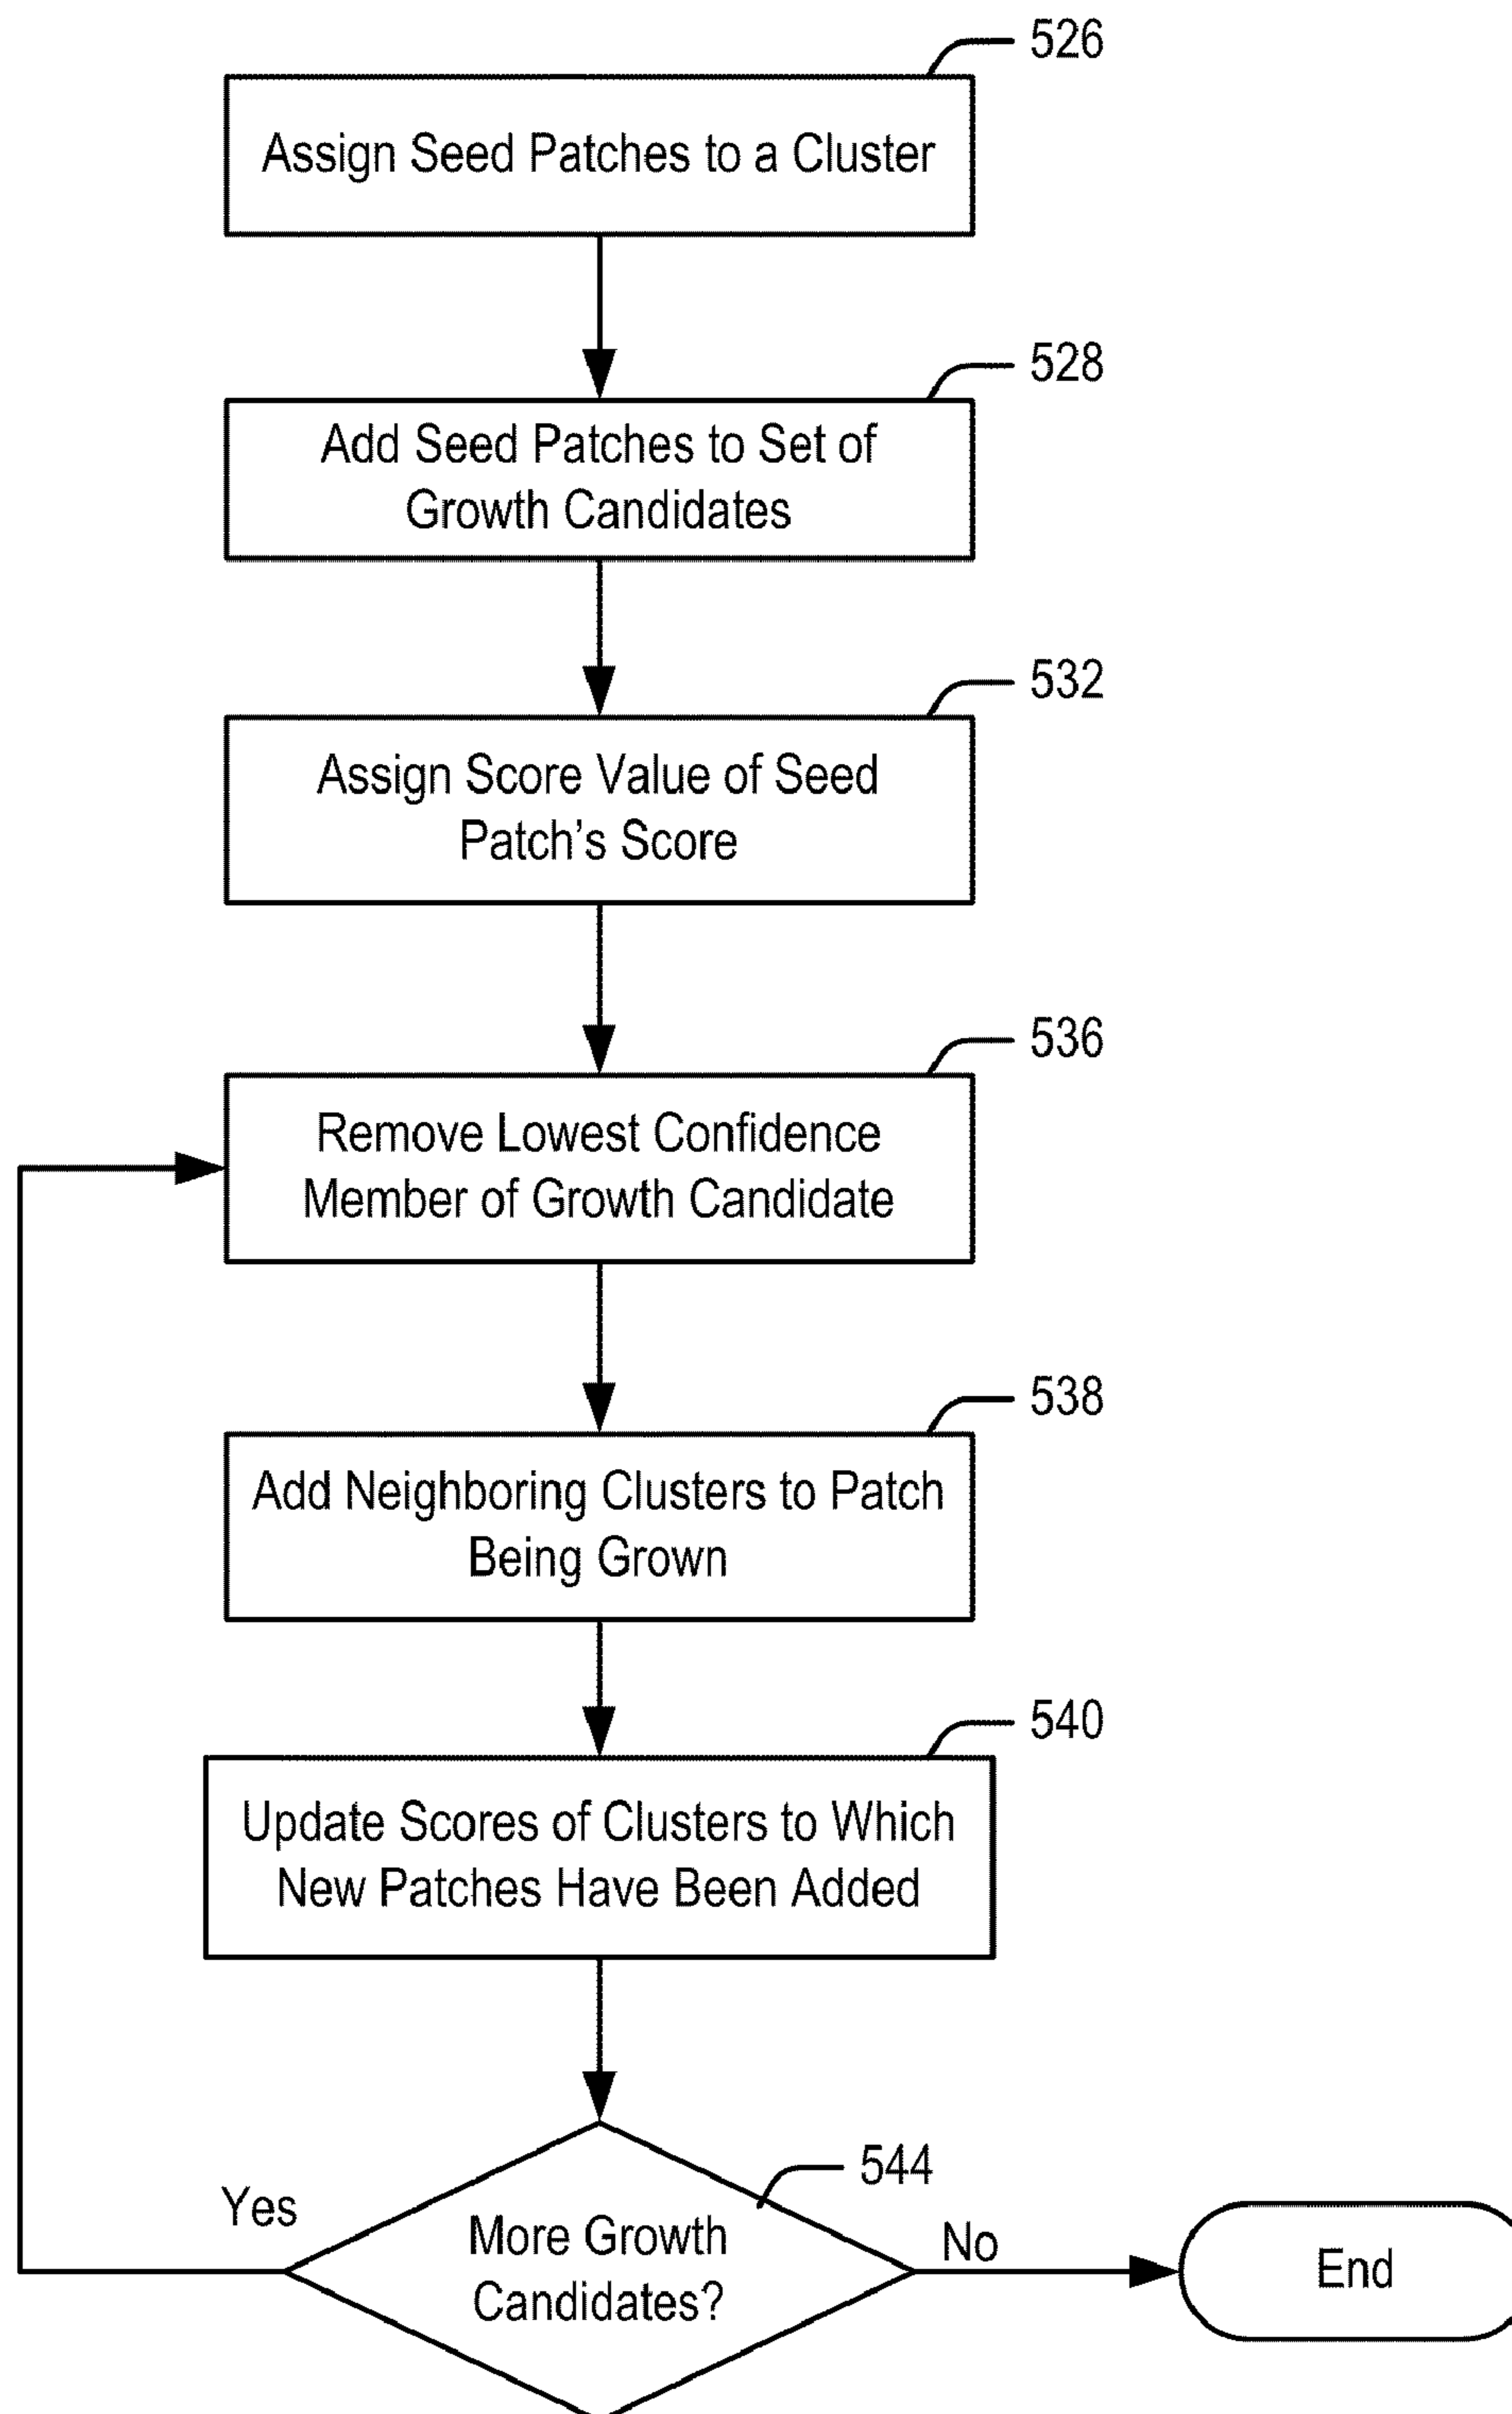 526
Assign Seed Patches to a Cluster
528
Add Seed Patches to Set of
Growth Candidates
532
Assign Score Value of Seed
Patch’s Score
536
Remove Lowest Confidence
Member of Growth Candidate
538
Add Neighboring Clusters to Patch
Being Grown
540
Update Scores of Clusters to Which
New Patches Have Been Added
544
Yes
More Growth
Candidates?
No
End